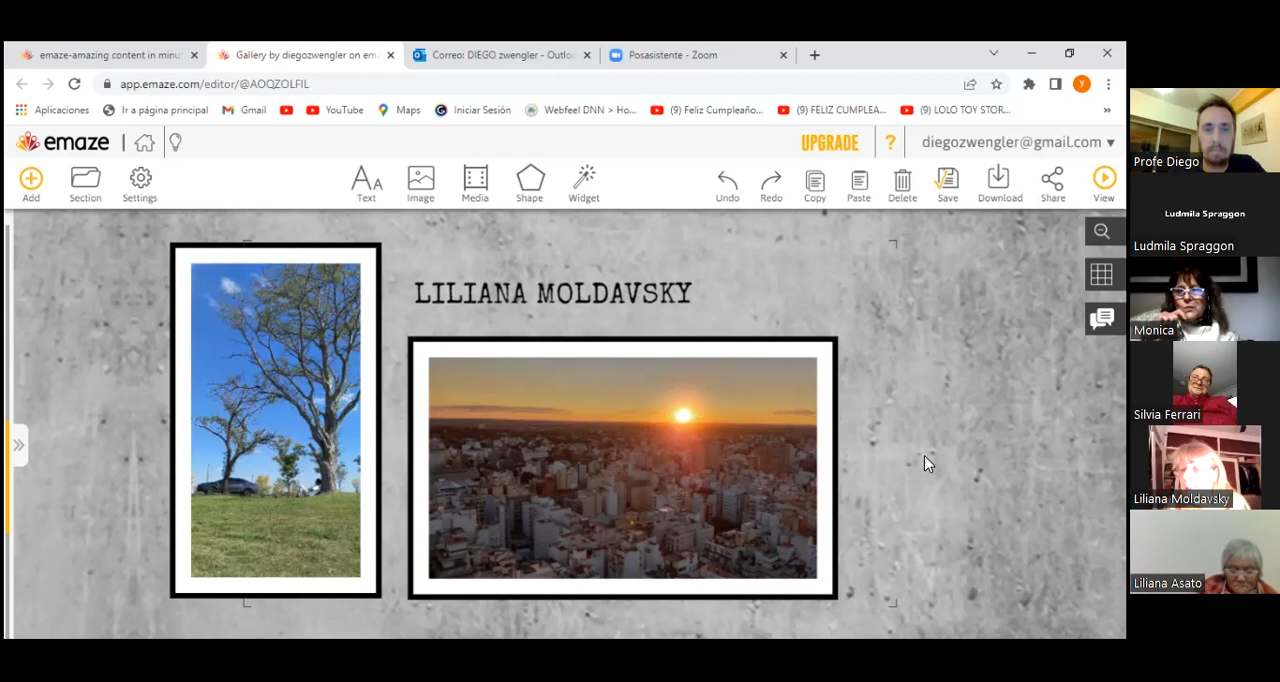 emaze-amazing content in minu
Gallery by diegozwengler on em
Correo: DIEGO zwengler - Outlo
Posasistente - Zoom
app.emaze.com/editor/@AOQZOLFIL
Aplicaciones
Ir a página principal
Gmail
YouTube
Maps
Iniciar Sesión
Webfeel DNN > Ho...
(9) Feliz Cumpleaño...
(9) FELIZ CUMPLEA...
(9) LOLO TOY STOR...
»
emaze
UPGRADE
?
diegozwengler@gmail.com
Add
Section
Settings
Text
Image
Media
Shape
Widget
Undo
Redo
Copy
Paste
Delete
Save
Download
Share
View
LILIANA MOLDAVSKY
Profe Diego
Ludmila Spraggon
Ludmila Spraggon
Monica
Silvia Ferrari
Liliana Moldavsky
Liliana Asato